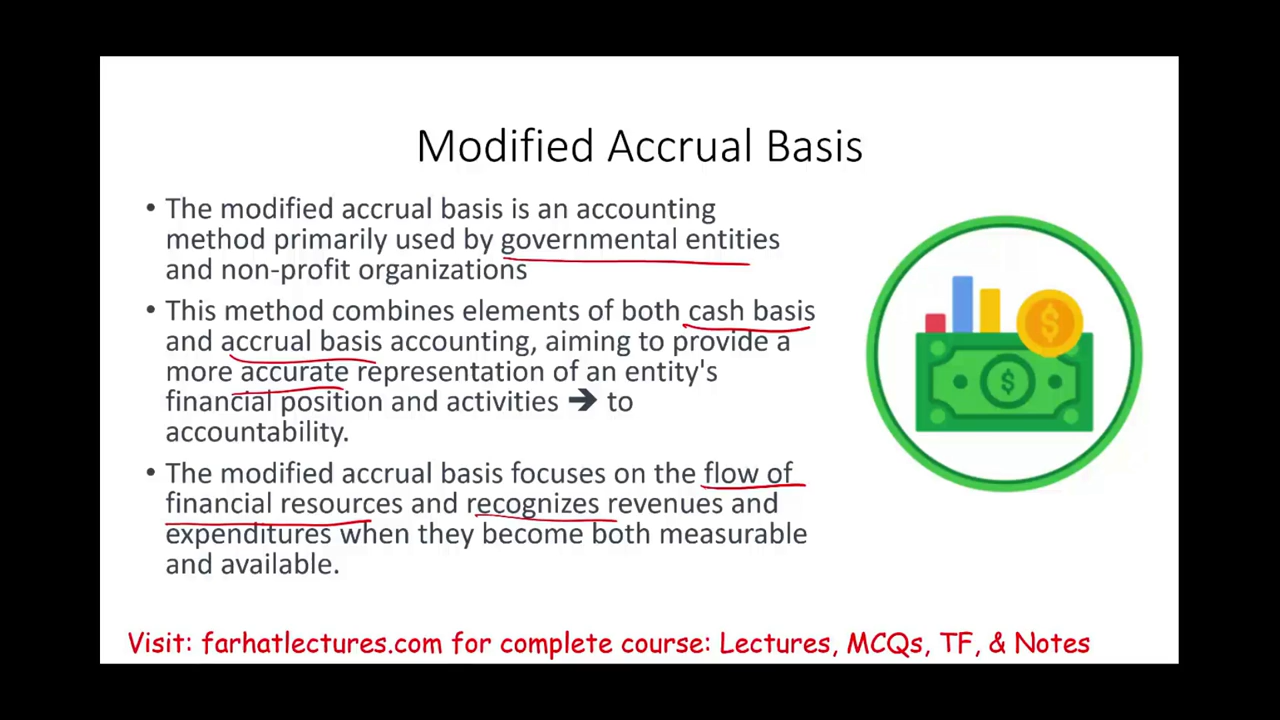 Modified Accrual Basis
• The modified accrual basis is an accounting
method primarily used by governmental entities
and non-profit organizations
• This method combines elements of both cash basis
and accrual basis accounting, aiming to provide a
more accurate representation of an entity's
financial position and activities ➔ to
accountability.
• The modified accrual basis focuses on the flow of
financial resources and recognizes revenues and
expenditures when they become both measurable
and available.
Visit: farhatlectures.com for complete course: Lectures, MCQs, TF, & Notes